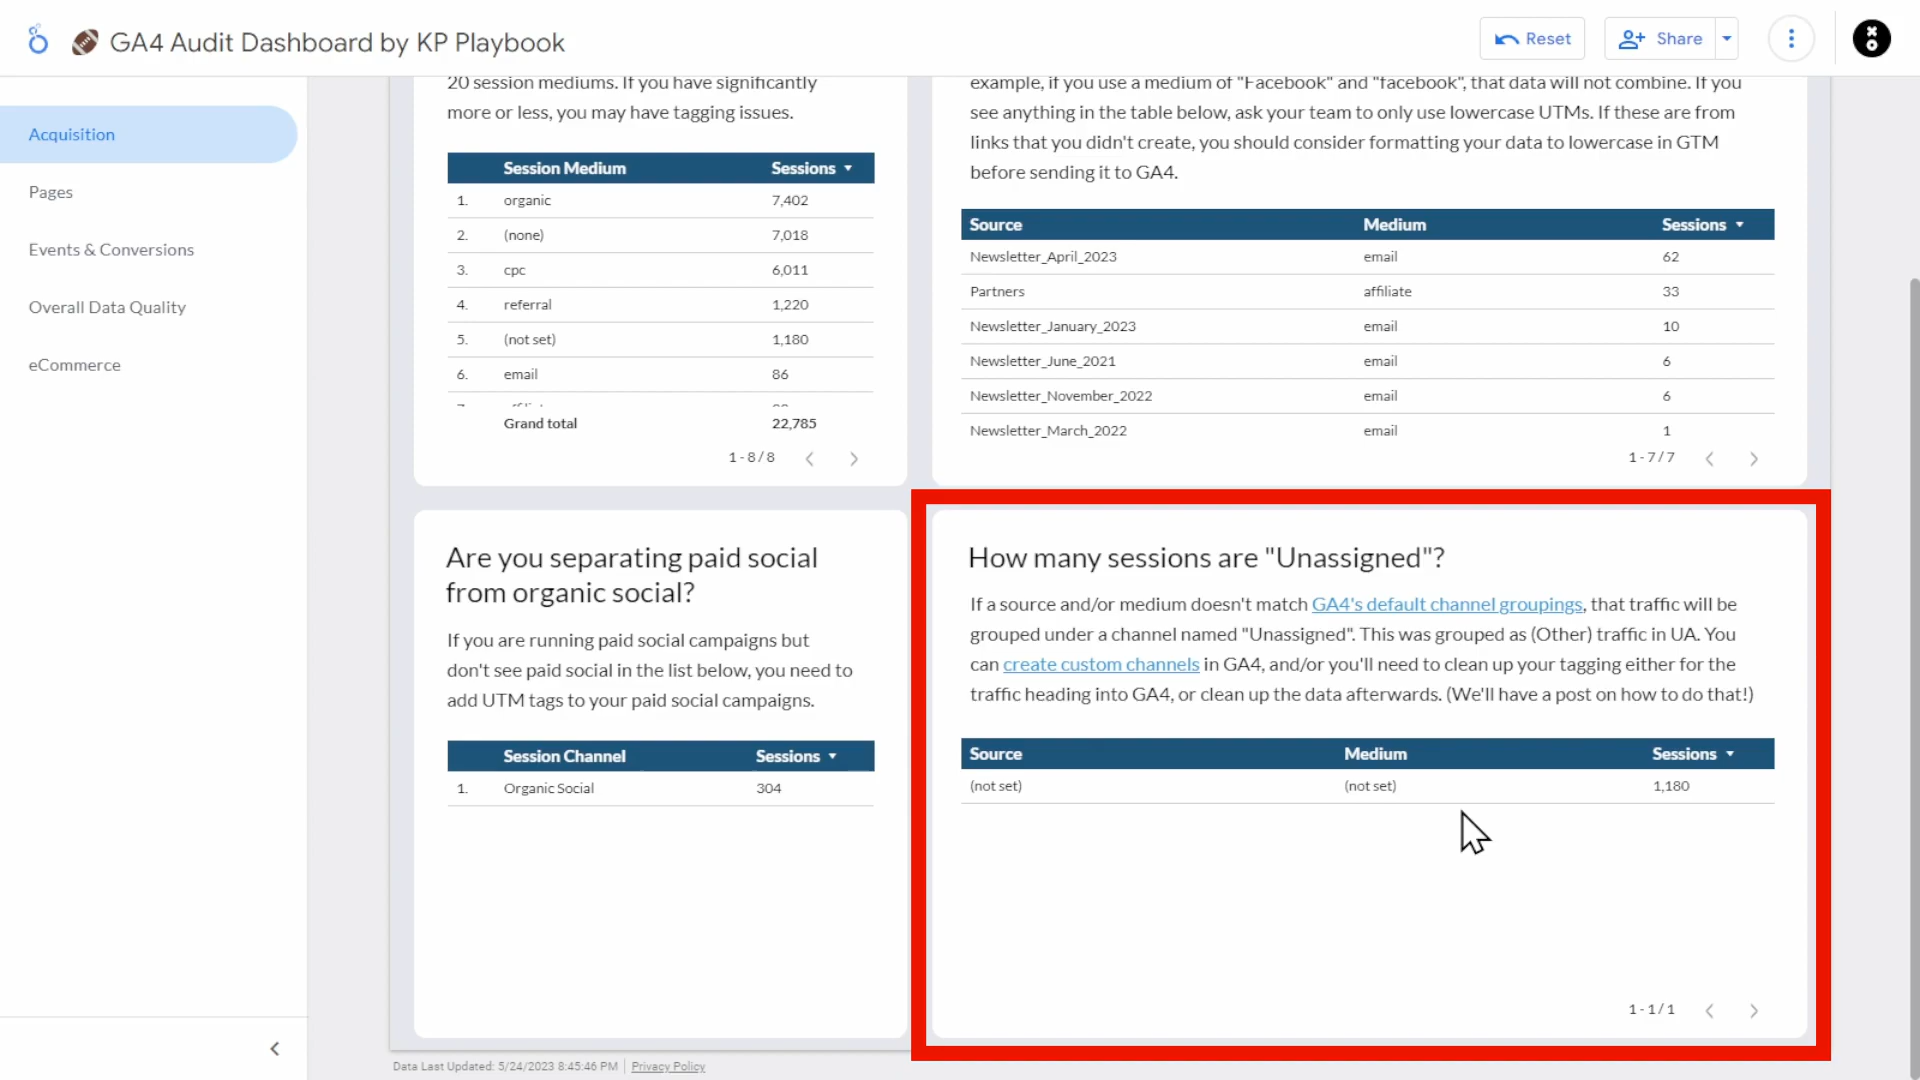 GA4 Audit Dashboard by KP Playbook
Reset
Share
Acquisition
Pages
Events & Conversions
Overall Data Quality
eCommerce
20 session mediums. If you have significantly
more or less, you may have tagging issues.
Session Medium Sessions
1. organic 7,402
2. (none) 7,018
3. cpc 6,011
4. referral 1,220
5. (not set) 1,180
6. email 86
Grand total 22,785
1 - 8 / 8
example, if you use a medium of "Facebook" and "facebook", that data will not combine. If you
see anything in the table below, ask your team to only use lowercase UTMs. If these are from
links that you didn't create, you should consider formatting your data to lowercase in GTM
before sending it to GA4.
Source Medium Sessions
Newsletter_April_2023 email 62
Partners affiliate 33
Newsletter_January_2023 email 10
Newsletter_June_2021 email 6
Newsletter_November_2022 email 6
Newsletter_March_2022 email 1
1 - 7 / 7
Are you separating paid social
from organic social?
If you are running paid social campaigns but
don't see paid social in the list below, you need to
add UTM tags to your paid social campaigns.
Session Channel Sessions
1. Organic Social 304
How many sessions are "Unassigned"?
If a source and/or medium doesn't match GA4's default channel groupings, that traffic will be
grouped under a channel named "Unassigned". This was grouped as (Other) traffic in UA. You
can create custom channels in GA4, and/or you'll need to clean up your tagging either for the
traffic heading into GA4, or clean up the data afterwards. (We'll have a post on how to do that!)
Source Medium Sessions
(not set) (not set) 1,180
1 - 1 / 1
Data Last Updated: 5/24/2023 8:45:46 PM Privacy Policy